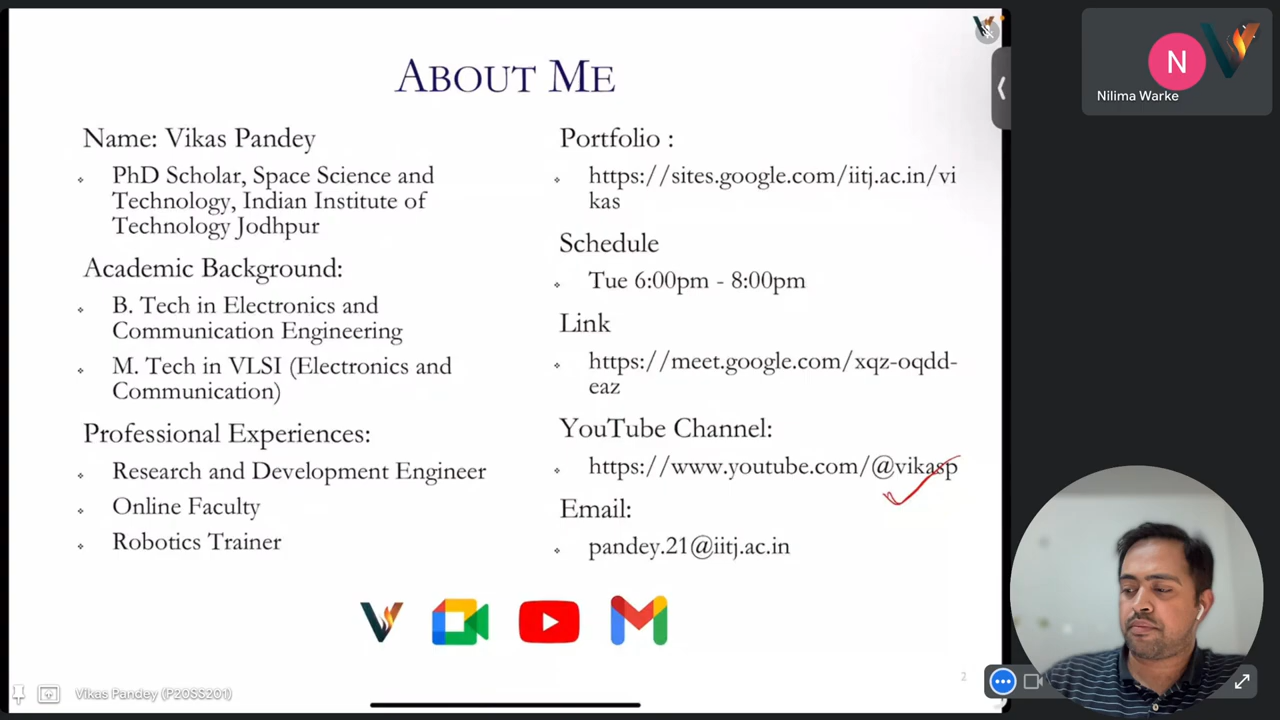 ABOUT ME
Name: Vikas Pandey
PhD Scholar, Space Science and
Technology, Indian Institute of
Technology Jodhpur
Academic Background:
B. Tech in Electronics and
Communication Engineering
M. Tech in VLSI (Electronics and
Communication)
Professional Experiences:
Research and Development Engineer
Online Faculty
Robotics Trainer
Portfolio :
https://sites.google.com/iitj.ac.in/vi
kas
Schedule
Tue 6:00pm - 8:00pm
Link
https://meet.google.com/xqz-oqdd-
eaz
YouTube Channel:
https://www.youtube.com/@vikasp
Email:
pandey.21@iitj.ac.in
2
Vikas Pandey (P20SS201)
N
Nilima Warke